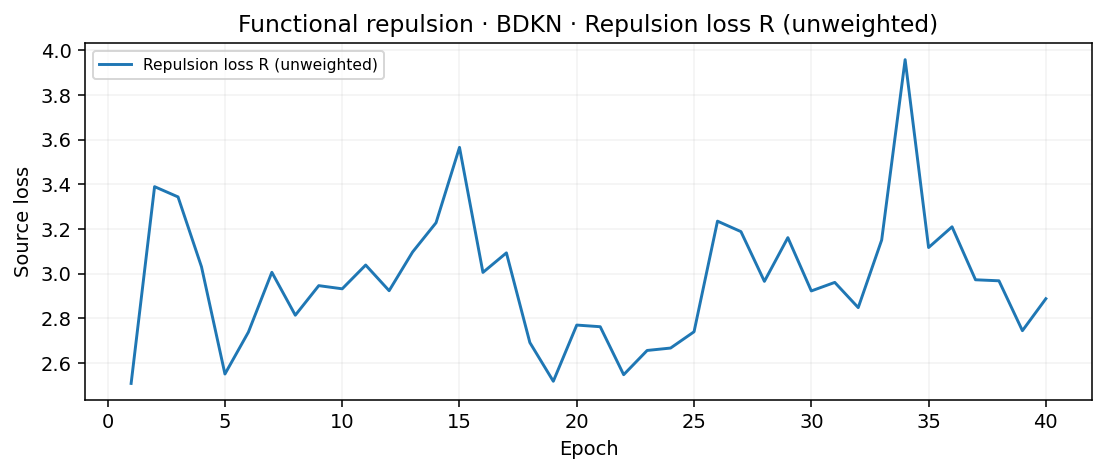 Functional repulsion · BDKN · Repulsion loss R (unweighted)
Repulsion loss R (unweighted)
Source loss
4.0
3.8
3.6
3.4
3.2
3.0
2.8
2.6
0 5 10 15 20 25 30 35 40
Epoch